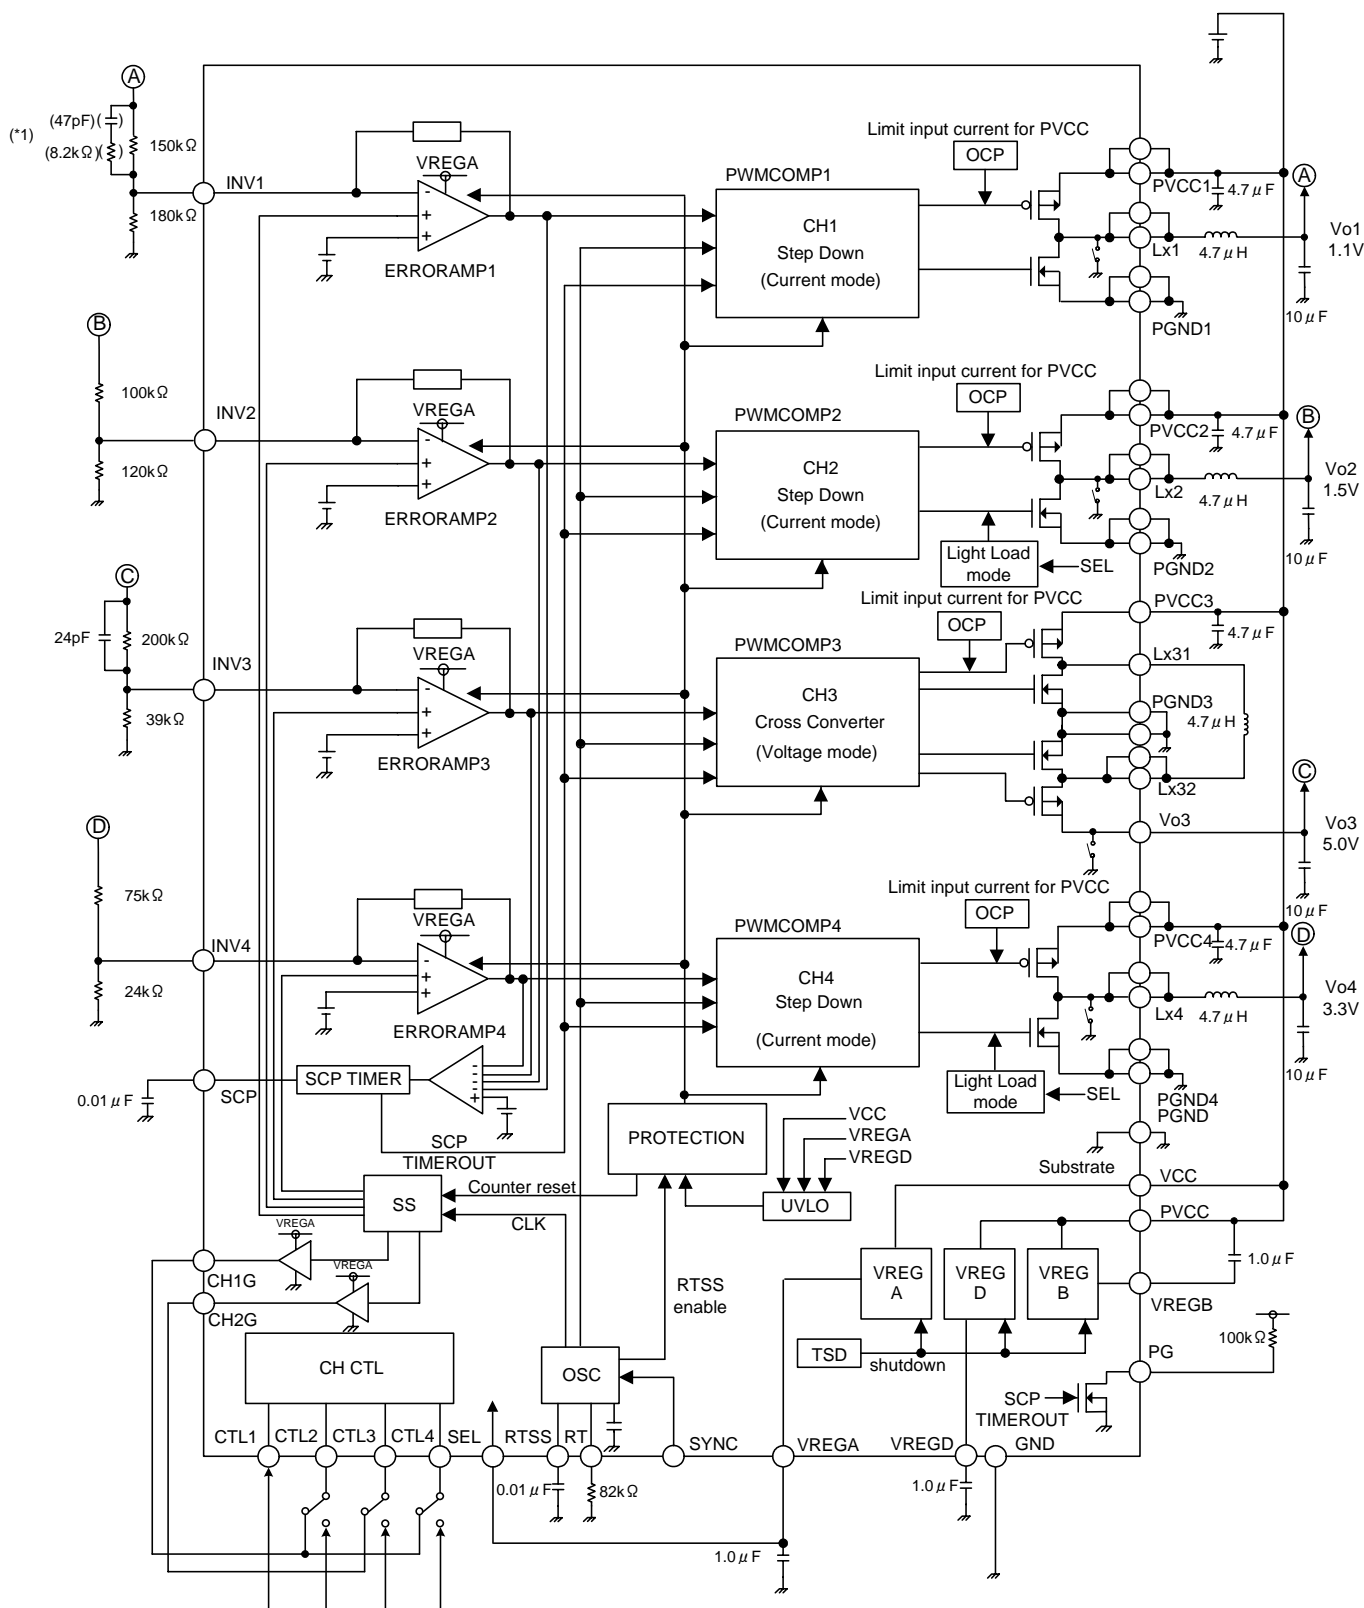 A
(*1)
(47pF)( )
(8.2kΩ)( )
150kΩ
180kΩ
INV1
VREGA
-
+
+
ERRORAMP1
PWMCOMP1
CH1
Step Down
(Current mode)
Limit input current for PVCC
OCP
PVCC1
4.7μF
A
Lx1
4.7μH
Vo1
1.1V
10μF
PGND1
B
100kΩ
120kΩ
INV2
VREGA
-
+
+
ERRORAMP2
PWMCOMP2
CH2
Step Down
(Current mode)
Limit input current for PVCC
OCP
PVCC2
4.7μF
B
Lx2
4.7μH
Vo2
1.5V
10μF
PGND2
Light Load
mode
SEL
C
24pF
200kΩ
39kΩ
INV3
VREGA
-
+
+
ERRORAMP3
PWMCOMP3
CH3
Cross Converter
(Voltage mode)
Limit input current for PVCC
OCP
PVCC3
4.7μF
Lx31
PGND3
4.7μH
Lx32
C
Vo3
Vo3
5.0V
10μF
D
75kΩ
24kΩ
INV4
VREGA
-
+
+
ERRORAMP4
PWMCOMP4
CH4
Step Down
(Current mode)
Limit input current for PVCC
OCP
PVCC4
4.7μF
D
Lx4
4.7μH
Vo4
3.3V
10μF
PGND4
PGND
Light Load
mode
SEL
0.01μF
SCP
SCP TIMER
-
-
-
-
+
SCP
TIMEROUT
PROTECTION
VCC
VREGA
VREGD
UVLO
Substrate
VCC
PVCC
1.0μF
VREGB
SS
Counter reset
CLK
VREGA
CH1G
VREGA
CH2G
RTSS
enable
VREG
A
VREG
D
VREG
B
TSD
shutdown
100kΩ
PG
SCP
TIMEROUT
CH CTL
OSC
CTL1
CTL2
CTL3
CTL4
SEL
RTSS
RT
SYNC
VREGA
VREGD
GND
0.01μF
82kΩ
1.0μF
1.0μF